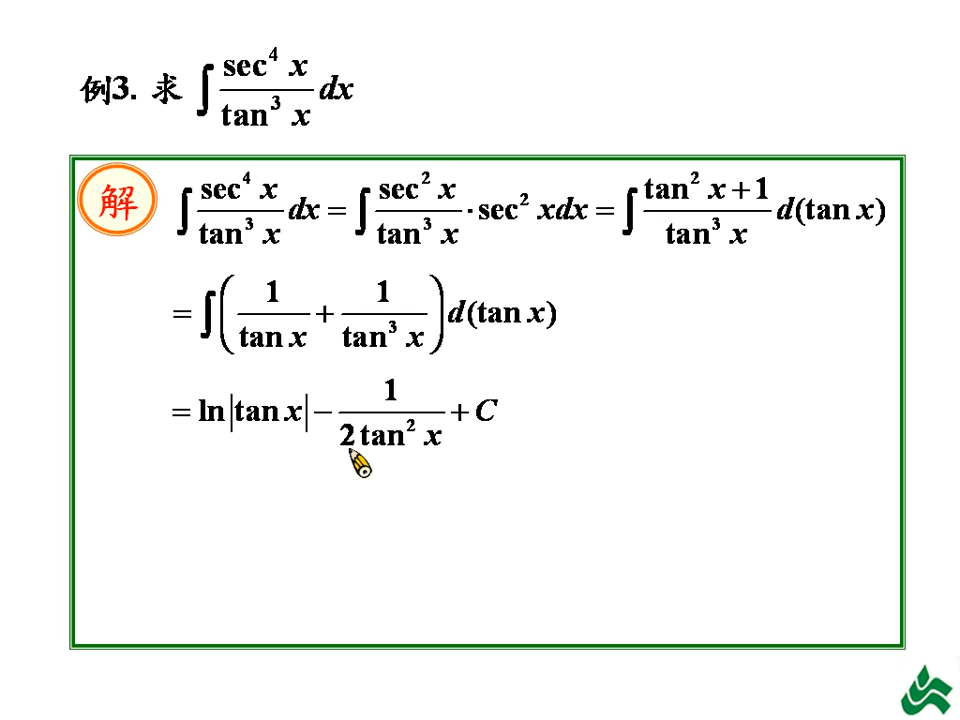 例3. 求 ∫ sec⁴ x / tan³ x dx
解 ∫ sec⁴ x / tan³ x dx = ∫ sec² x / tan³ x · sec² xdx = ∫ (tan² x + 1) / tan³ x d(tan x)
= ∫ ( 1 / tan x + 1 / tan³ x ) d(tan x)
= ln|tan x| − 1 / 2 tan² x + C